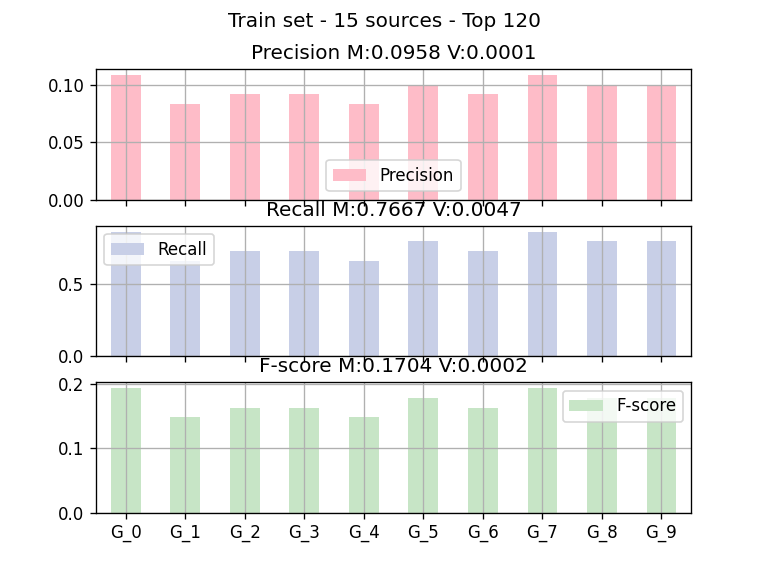 Train set - 15 sources - Top 120
Precision M:0.0958 V:0.0001
0.10
0.05
0.00
Precision
Recall M:0.7667 V:0.0047
0.5
0.0
Recall
F-score M:0.1704 V:0.0002
0.2
0.1
0.0
F-score
G_0 G_1 G_2 G_3 G_4 G_5 G_6 G_7 G_8 G_9